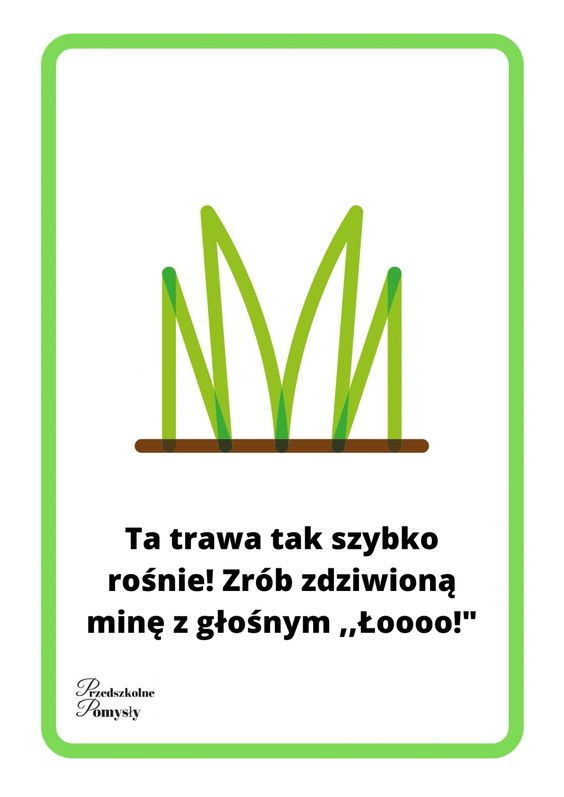 Ta trawa tak szybko
rośnie! Zrób zdziwioną
minę z głośnym ,,Łoooo!"
Przedszkolne
Pomysły